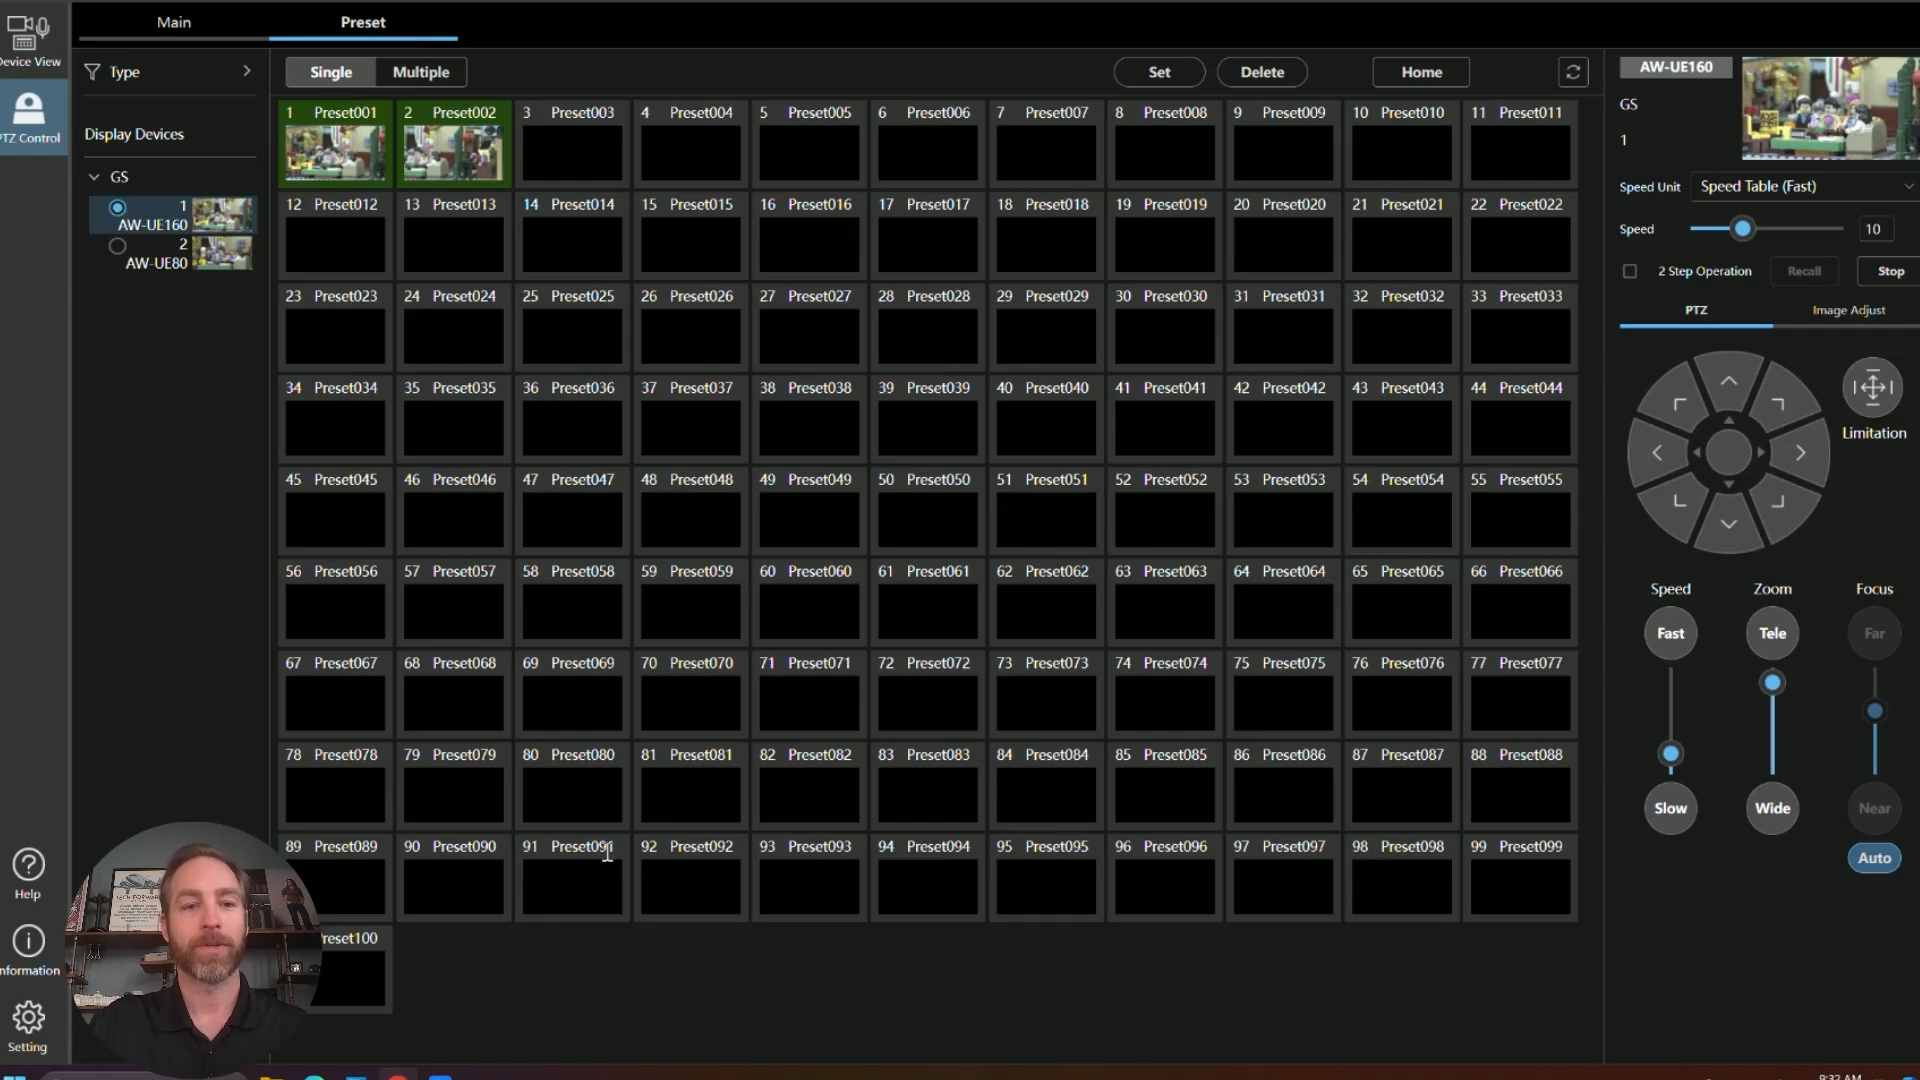 Main Preset
Device View
PTZ Control
Type
Display Devices
GS
1
AW-UE160
2
AW-UE80
Single Multiple Set Delete Home
1 Preset001 2 Preset002 3 Preset003 4 Preset004 5 Preset005 6 Preset006 7 Preset007 8 Preset008 9 Preset009 10 Preset010 11 Preset011
12 Preset012 13 Preset013 14 Preset014 15 Preset015 16 Preset016 17 Preset017 18 Preset018 19 Preset019 20 Preset020 21 Preset021 22 Preset022
23 Preset023 24 Preset024 25 Preset025 26 Preset026 27 Preset027 28 Preset028 29 Preset029 30 Preset030 31 Preset031 32 Preset032 33 Preset033
34 Preset034 35 Preset035 36 Preset036 37 Preset037 38 Preset038 39 Preset039 40 Preset040 41 Preset041 42 Preset042 43 Preset043 44 Preset044
45 Preset045 46 Preset046 47 Preset047 48 Preset048 49 Preset049 50 Preset050 51 Preset051 52 Preset052 53 Preset053 54 Preset054 55 Preset055
56 Preset056 57 Preset057 58 Preset058 59 Preset059 60 Preset060 61 Preset061 62 Preset062 63 Preset063 64 Preset064 65 Preset065 66 Preset066
67 Preset067 68 Preset068 69 Preset069 70 Preset070 71 Preset071 72 Preset072 73 Preset073 74 Preset074 75 Preset075 76 Preset076 77 Preset077
78 Preset078 79 Preset079 80 Preset080 81 Preset081 82 Preset082 83 Preset083 84 Preset084 85 Preset085 86 Preset086 87 Preset087 88 Preset088
89 Preset089 90 Preset090 91 Preset091 92 Preset092 93 Preset093 94 Preset094 95 Preset095 96 Preset096 97 Preset097 98 Preset098 99 Preset099
reset100
AW-UE160
GS
1
Speed Unit Speed Table (Fast)
Speed 10
2 Step Operation Recall Stop
PTZ Image Adjust
Limitation
Speed Zoom Focus
Fast Tele Far
Slow Wide Near
Auto
Help
nformation
Setting
TECH FORWARD
9:32 AM